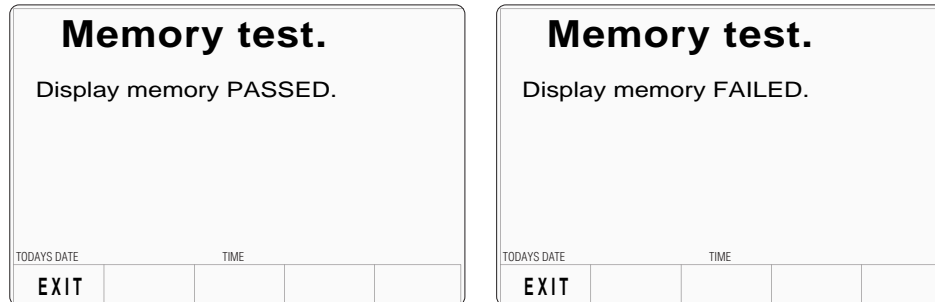 Memory test.
Display memory PASSED.
TODAYS DATE TIME
EXIT
Memory test.
Display memory FAILED.
TODAYS DATE TIME
EXIT